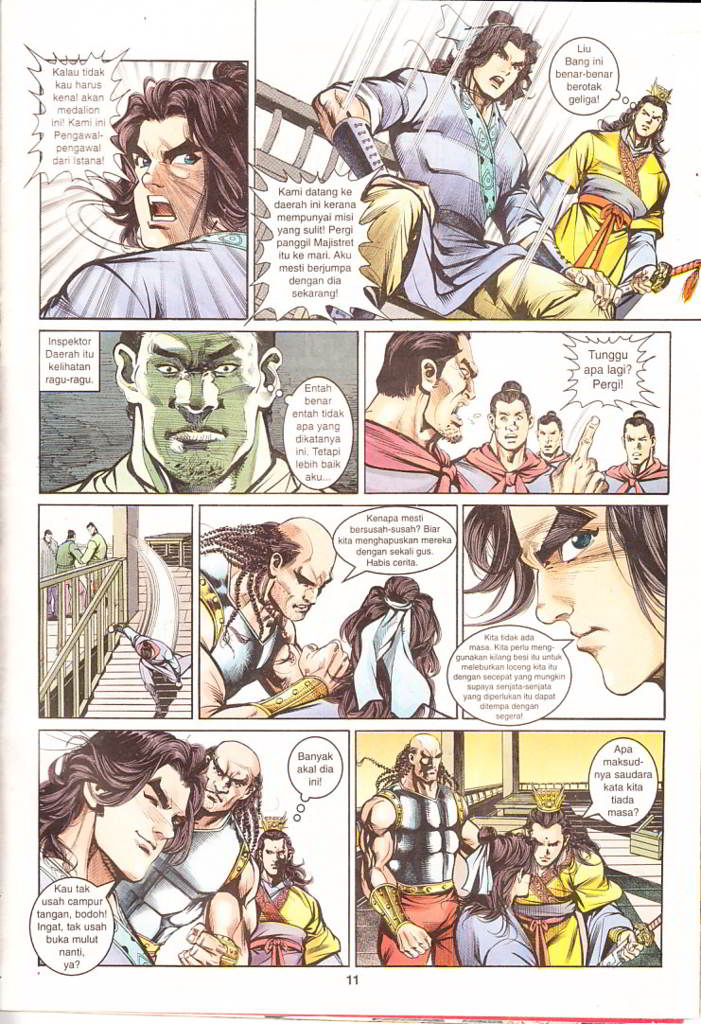 Kalau tidak
kau harus
kenal akan
medalion
ini! Kami ini
Pengawal-
pengawal
dari Istana!
Liu
Bang ini
benar-benar
berotak
geliga!
Kami datang ke
daerah ini kerana
mempunyai misi
yang sulit! Pergi
panggil Majistret
itu ke mari. Aku
mesti berjumpa
dengan dia
sekarang!
Inspektor
Daerah itu
kelihatan
ragu-ragu.
Entah
benar
entah tidak
apa yang
dikatanya
ini. Tetapi
lebih baik
aku...
Tunggu
apa lagi?
Pergi!
Kenapa mesti
bersusah-susah? Biar
kita menghapuskan mereka
dengan sekali gus.
Habis cerita.
Kita tidak ada
masa. Kita perlu meng-
gunakan kilang besi itu untuk
meleburkan loceng itu
dengan secepat yang mungkin
supaya senjata-senjata
yang diperlukan itu dapat
ditempa dengan
segera!
Kau tak
usah campur
tangan, bodoh!
Ingat, tak usah
buka mulut
nanti,
ya?
Banyak
akal dia
ini!
Apa
maksud-
nya saudara
kata kita
tiada
masa?
11